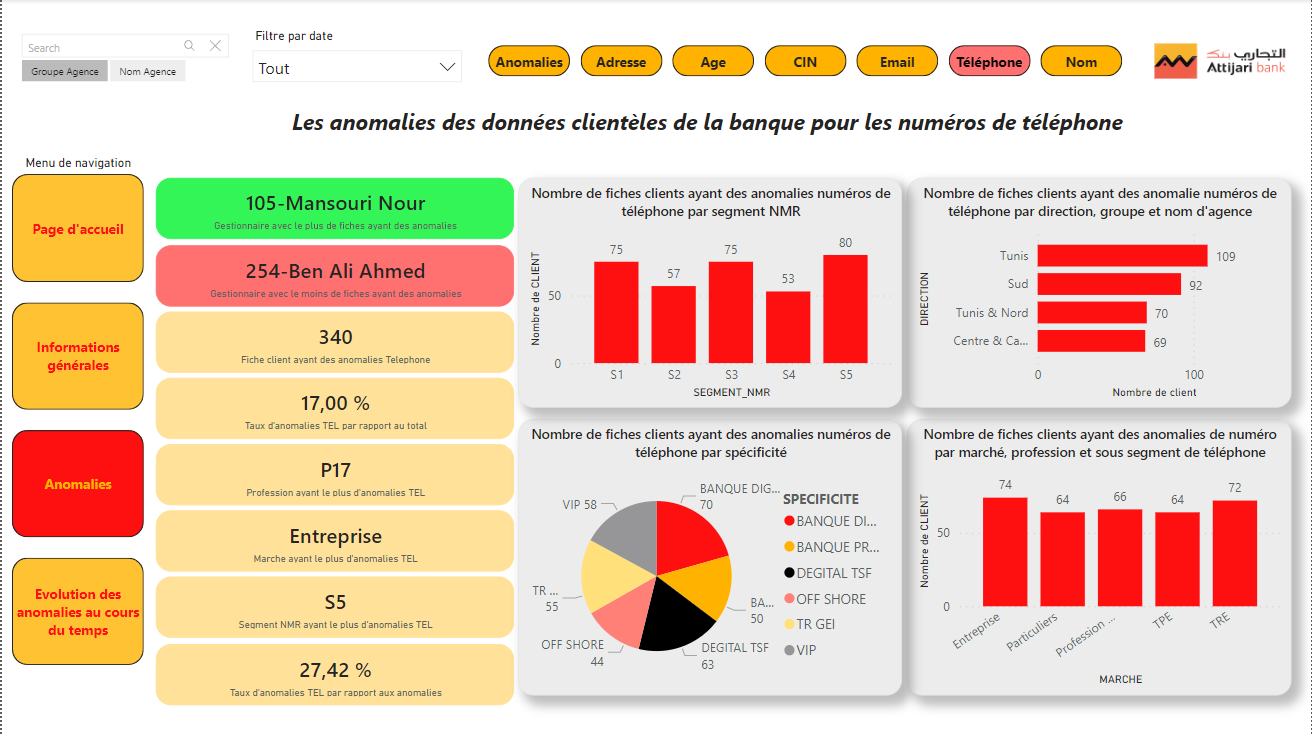 Filtre par date
Search
Groupe Agence
Nom Agence
Tout
Anomalies
Adresse
Age
CIN
Email
Téléphone
Nom
التجاري بنك
Attijari bank
Les anomalies des données clientèles de la banque pour les numéros de téléphone
Menu de navigation
Page d'accueil
Informations
générales
Anomalies
Evolution des
anomalies au cours
du temps
105-Mansouri Nour
Gestionnaire avec le plus de fiches ayant des anomalies
254-Ben Ali Ahmed
Gestionnaire avec le moins de fiches ayant des anomalies
340
Fiche client ayant des anomalies Telephone
17,00 %
Taux d'anomalies TEL par rapport au total
P17
Profession ayant le plus d'anomalies TEL
Entreprise
Marche ayant le plus d'anomalies TEL
S5
Segment NMR ayant le plus d'anomalies TEL
27,42 %
Taux d'anomalies TEL par rapport aux anomalies
Nombre de fiches clients ayant des anomalies numéros de
téléphone par segment NMR
Nombre de CLIENT
50
0
75
57
75
53
80
S1
S2
S3
S4
S5
SEGMENT_NMR
Nombre de fiches clients ayant des anomalie numéros de
téléphone par direction, groupe et nom d'agence
DIRECTION
Tunis
109
Sud
92
Tunis & Nord
70
Centre & Ca...
69
0
100
Nombre de client
Nombre de fiches clients ayant des anomalies numéros de
téléphone par spécificité
BANQUE DIG...
70
BA...
50
DEGITAL TSF
63
OFF SHORE
44
TR ...
55
VIP 58
SPECIFICITE
BANQUE DI...
BANQUE PR...
DEGITAL TSF
OFF SHORE
TR GEI
VIP
Nombre de fiches clients ayant des anomalies de numéro
par marché, profession et sous segment de téléphone
Nombre de CLIENT
50
0
74
64
66
64
72
Entreprise
Particuliers
Profession ...
TPE
TRE
MARCHE